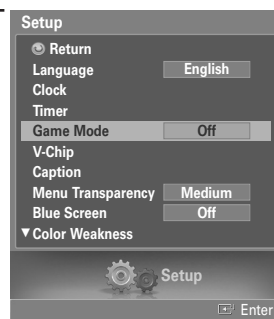 Setup
Return
Language English
Clock
Timer
Game Mode Off
V-Chip
Caption
Menu Transparency Medium
Blue Screen Off
▼Color Weakness
Setup
Enter